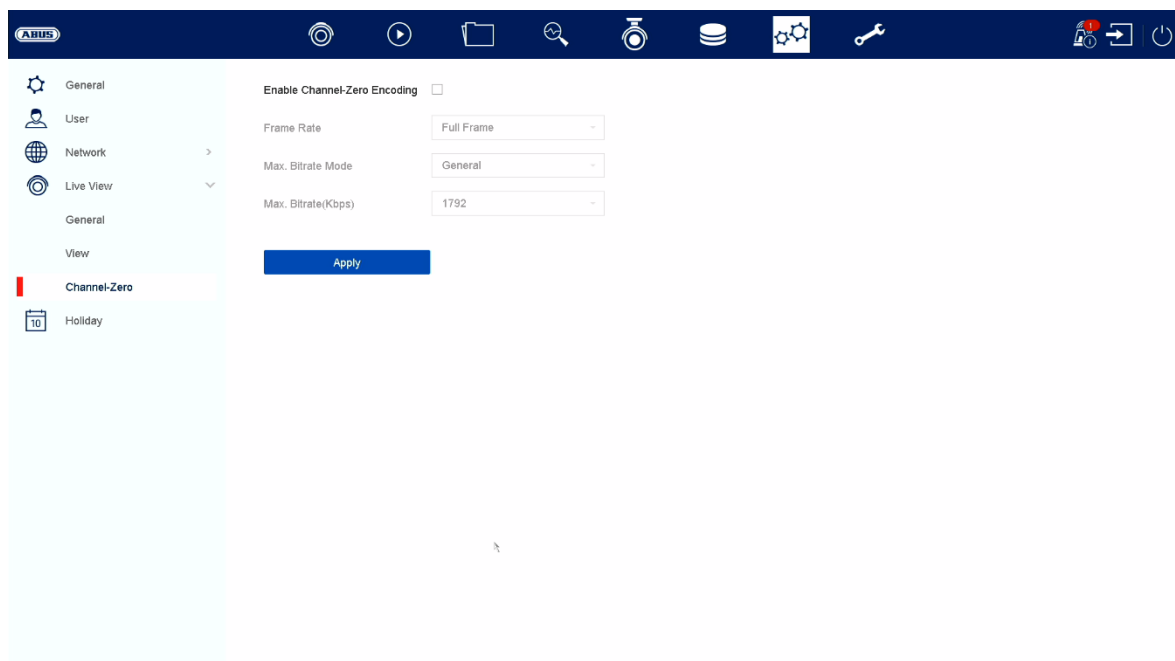 ABUS
1
General
User
Network
Live View
General
View
Channel-Zero
10
Holiday
Enable Channel-Zero Encoding
Frame Rate
Full Frame
Max. Bitrate Mode
General
Max. Bitrate(Kbps)
1792
Apply